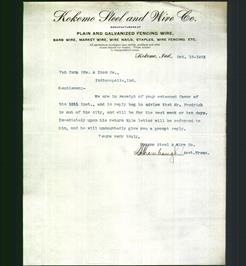 Kokomo Steel and Wire Co.
MANUFACTURERS OF
PLAIN AND GALVANIZED FENCING WIRE,
BARB WIRE, MARKET WIRE, WIRE NAILS, STAPLES, WIRE FENCING, ETC.
Kokomo, Ind.
Iron Co.,
Indianapolis, Ind.
Gentlemen:-
We are in receipt of your esteemed favor of
the inst., and in reply beg to advise that Mr. Fredrick
is out of the city, and will be for the next week or ten days.
Immediately upon his return this letter will be referred to
him, and he will undoubtedly give you a prompt reply.
Yours very truly,
Kokomo Steel & Wire Co
Asst. Treas.